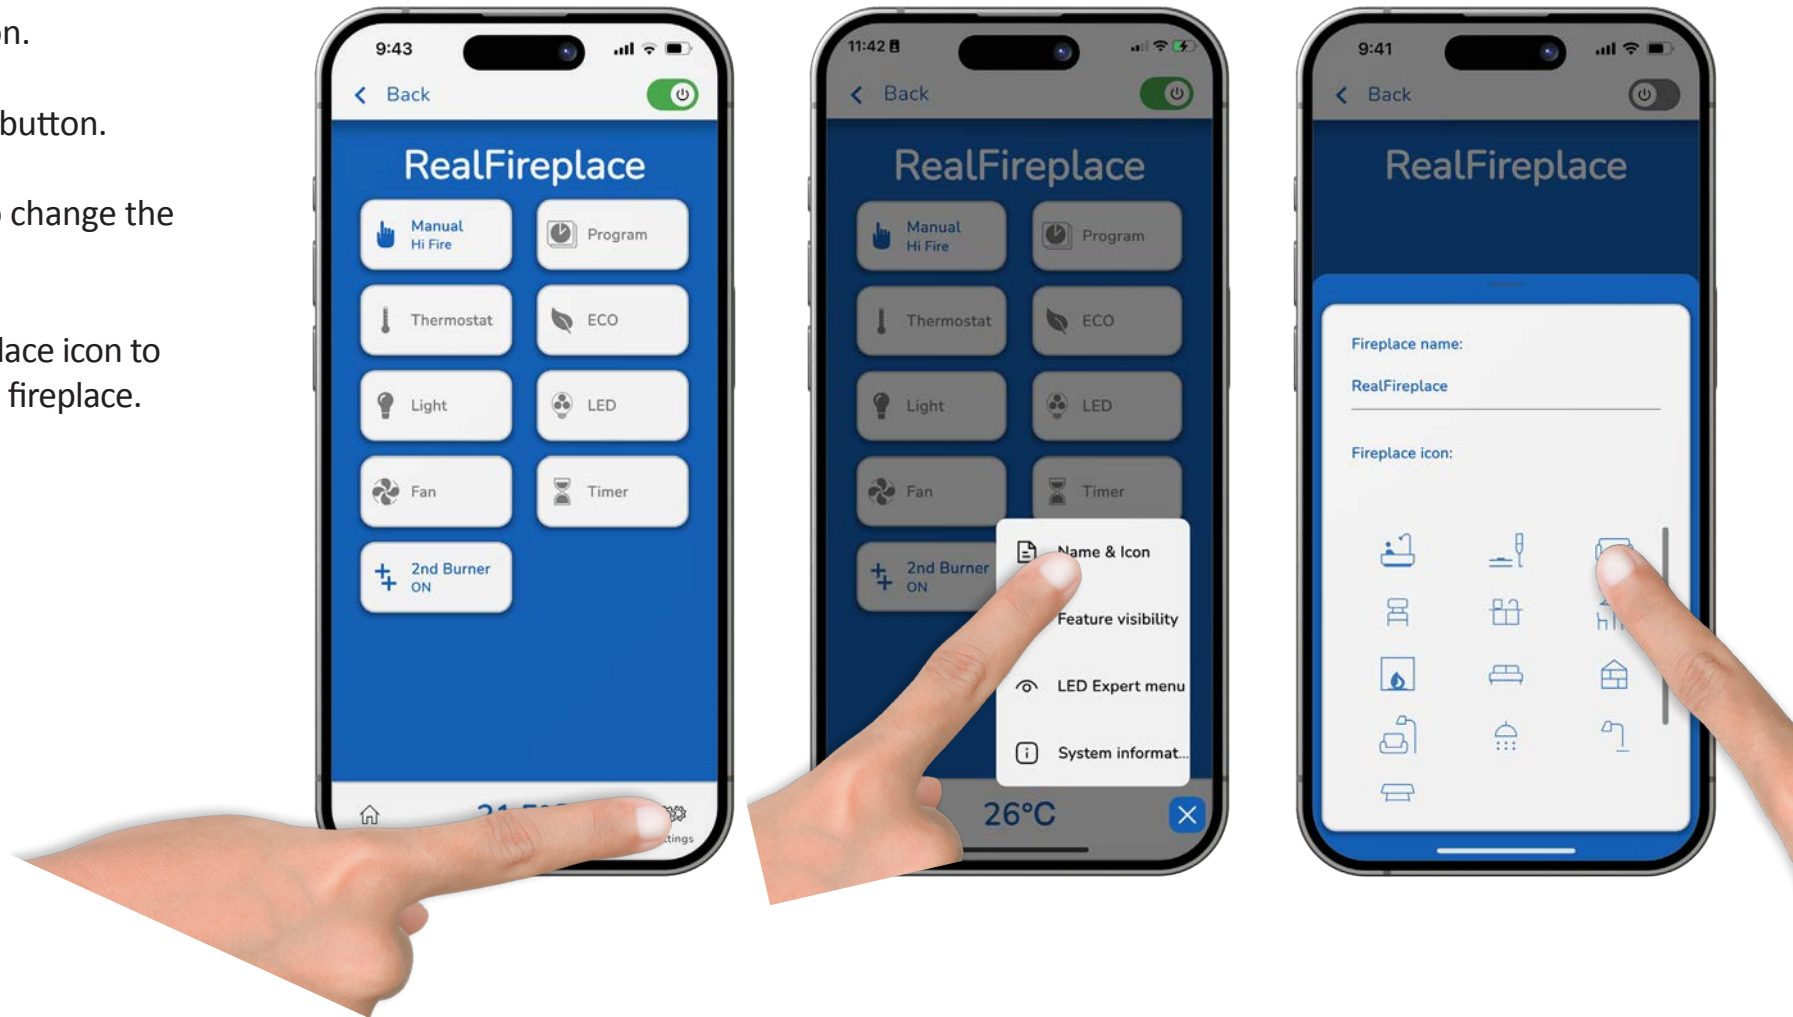 on.
button.
change the
lace icon to
fireplace.
9:43
Back
RealFireplace
Manual
Hi Fire
Program
Thermostat
ECO
Light
LED
Fan
Timer
2nd Burner
ON
11:42
Back
RealFireplace
Manual
Hi Fire
Program
Thermostat
ECO
Light
LED
Fan
Timer
2nd Burner
ON
Name & Icon
Feature visibility
LED Expert menu
System informat...
26°C
9:41
Back
RealFireplace
Fireplace name:
RealFireplace
Fireplace icon: